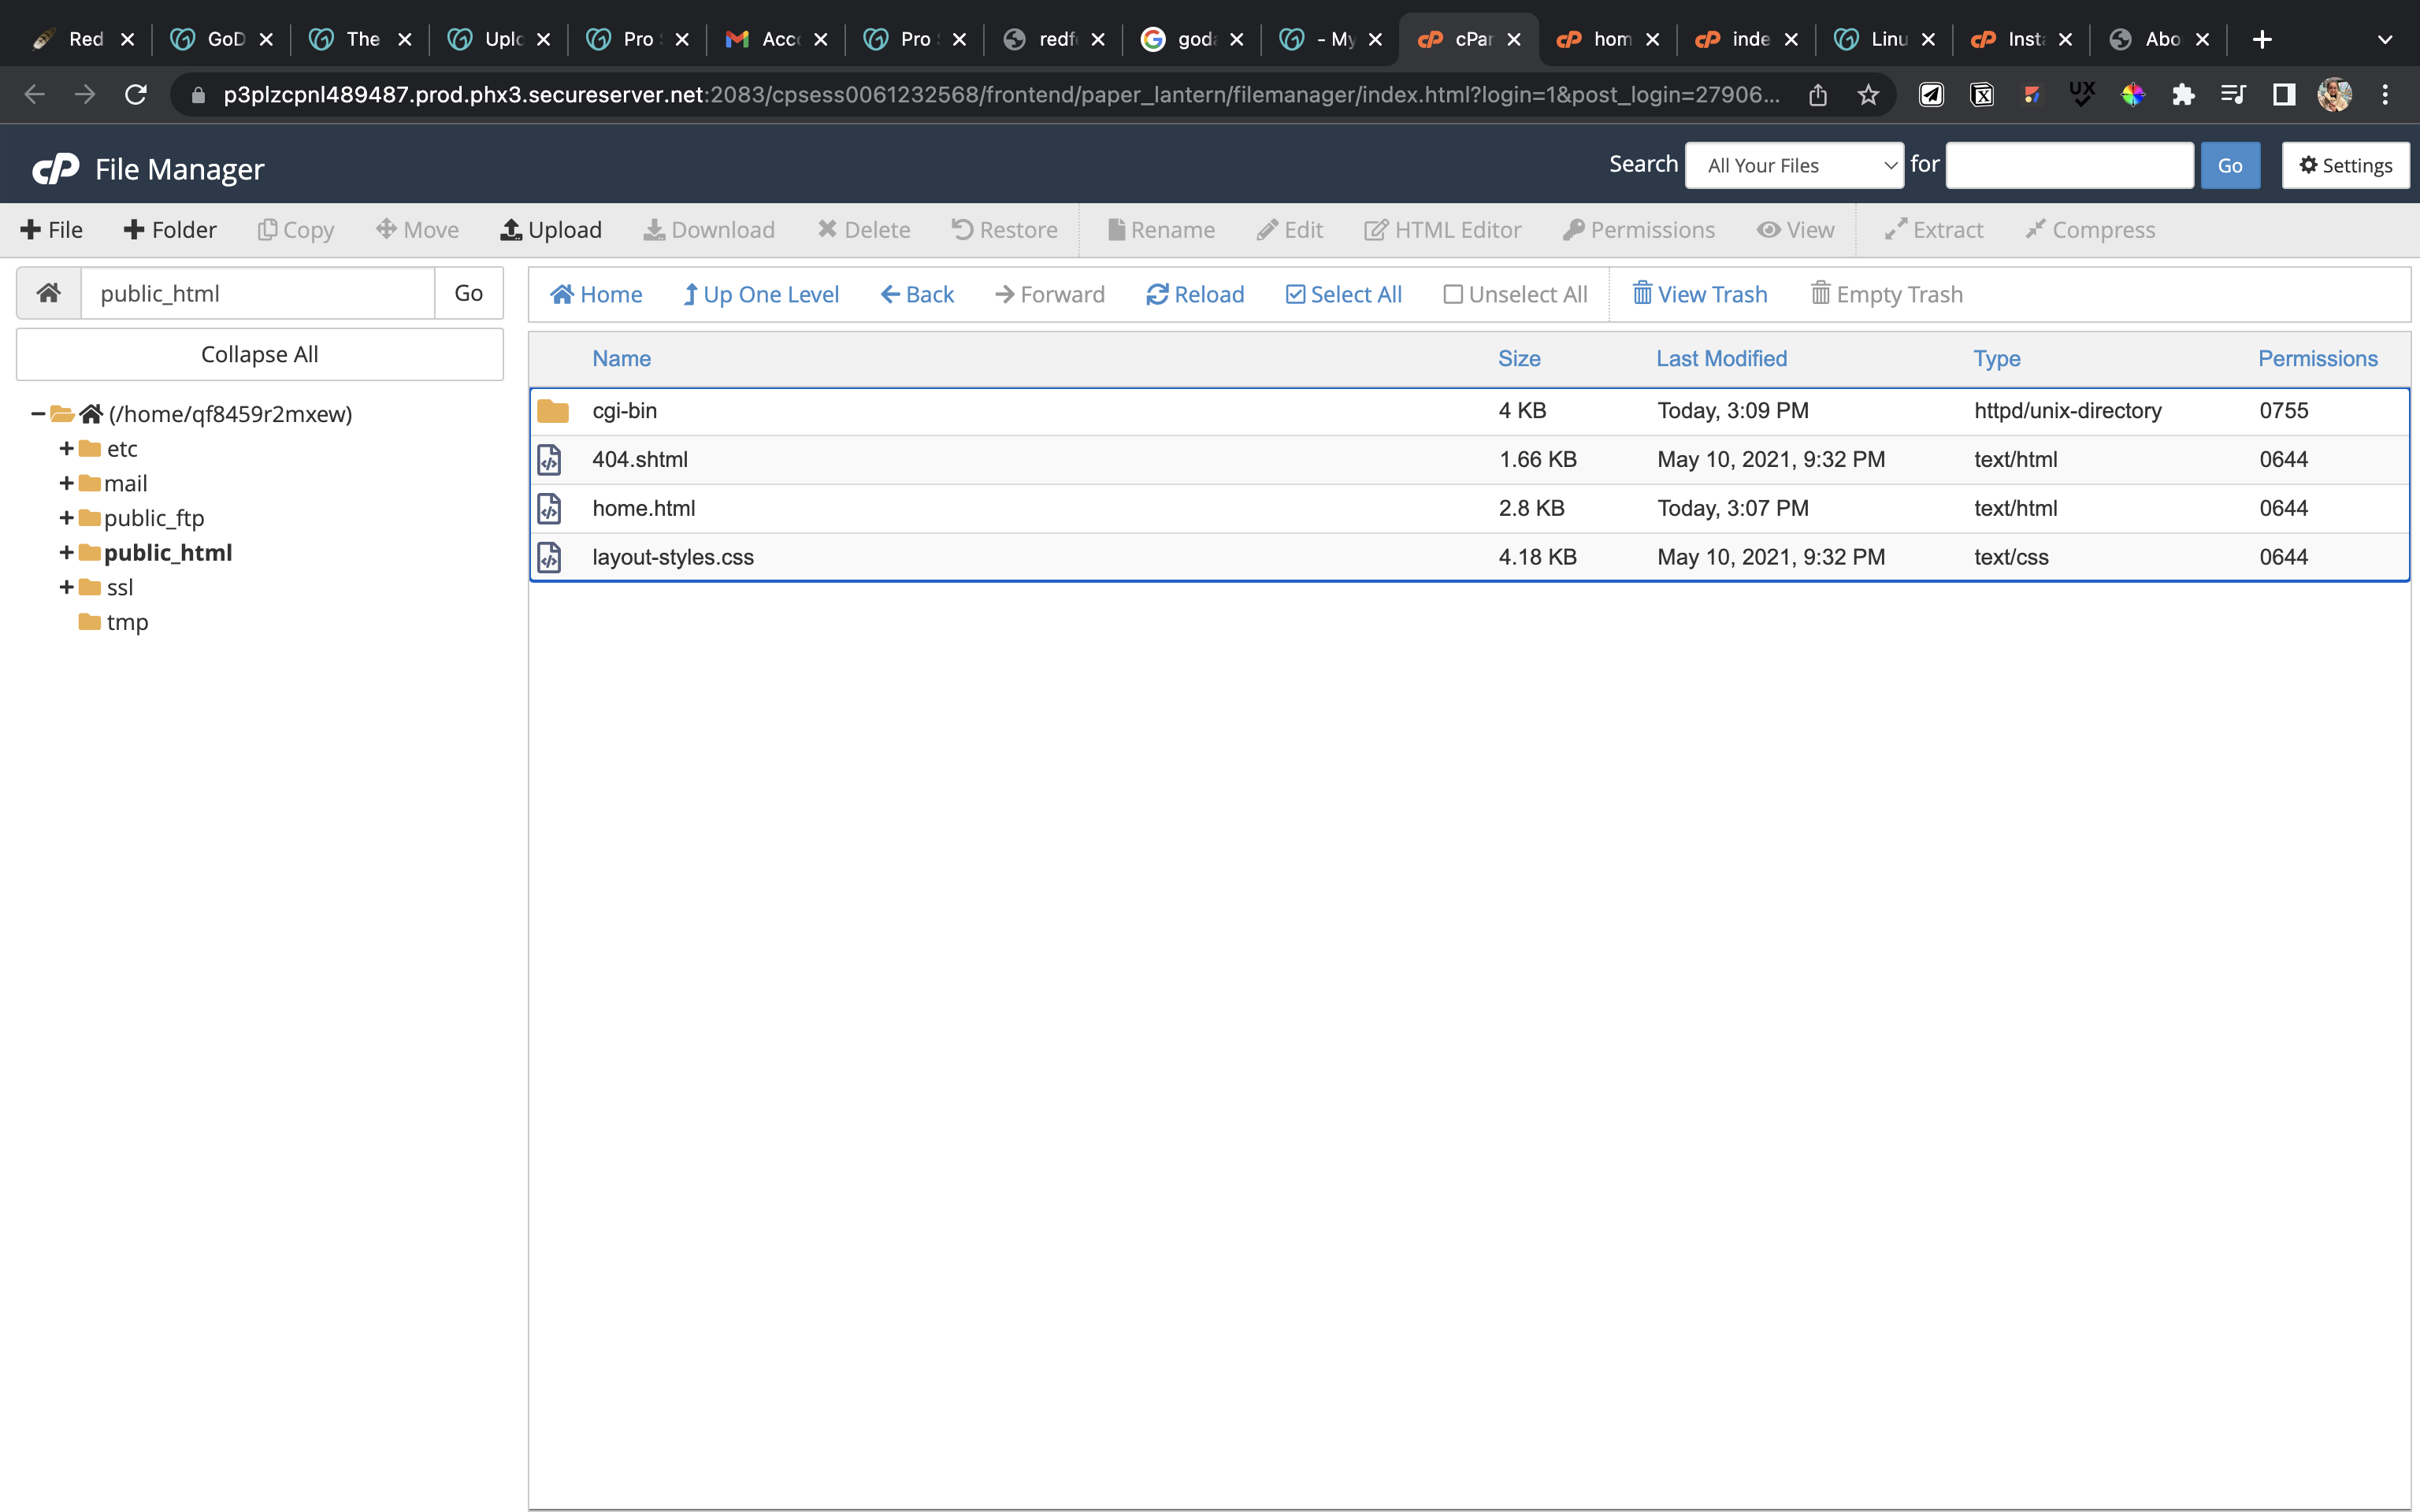 Red GoD The Uplo Pro Acco Pro redf god - My cPan hom inde Linu Insta Abo
p3plzcpnl489487.prod.phx3.secureserver.net:2083/cpsess0061232568/frontend/paper_lantern/filemanager/index.html?login=1&post_login=27906...
cP File Manager Search All Your Files for Go Settings
File Folder Copy Move Upload Download Delete Restore Rename Edit HTML Editor Permissions View Extract Compress
public_html Go Home Up One Level Back Forward Reload Select All Unselect All View Trash Empty Trash
Collapse All
Name Size Last Modified Type Permissions
(/home/qf8459r2mxew)
etc
mail
public_ftp
public_html
ssl
tmp
cgi-bin 4 KB Today, 3:09 PM httpd/unix-directory 0755
404.shtml 1.66 KB May 10, 2021, 9:32 PM text/html 0644
home.html 2.8 KB Today, 3:07 PM text/html 0644
layout-styles.css 4.18 KB May 10, 2021, 9:32 PM text/css 0644